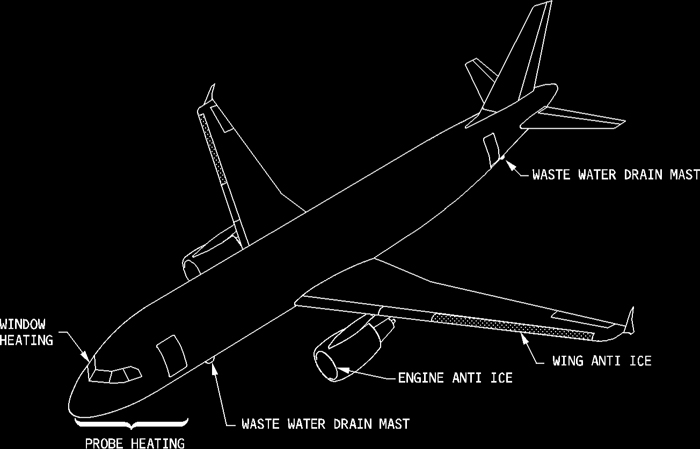 WASTE WATER DRAIN MAST
WINDOW
HEATING
WING ANTI ICE
ENGINE ANTI ICE
WASTE WATER DRAIN MAST
PROBE HEATING